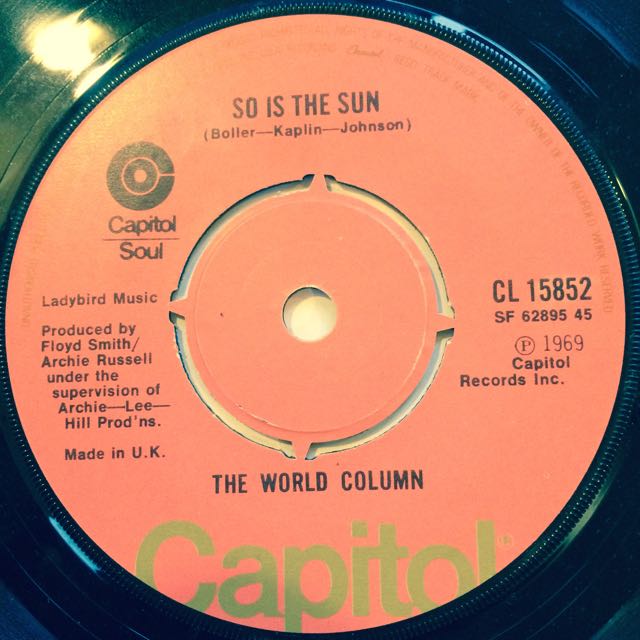 SO IS THE SUN
(Boller—Kaplin—Johnson)
Capitol
Soul
Ladybird Music
Produced by
Floyd Smith/
Archie Russell
under the
supervision of
Archie—Lee—
Hill Prod'ns.
Made in U.K.
CL 15852
SF 62895 45
Ⓟ 1969
Capitol
Records Inc.
THE WORLD COLUMN
Capitol